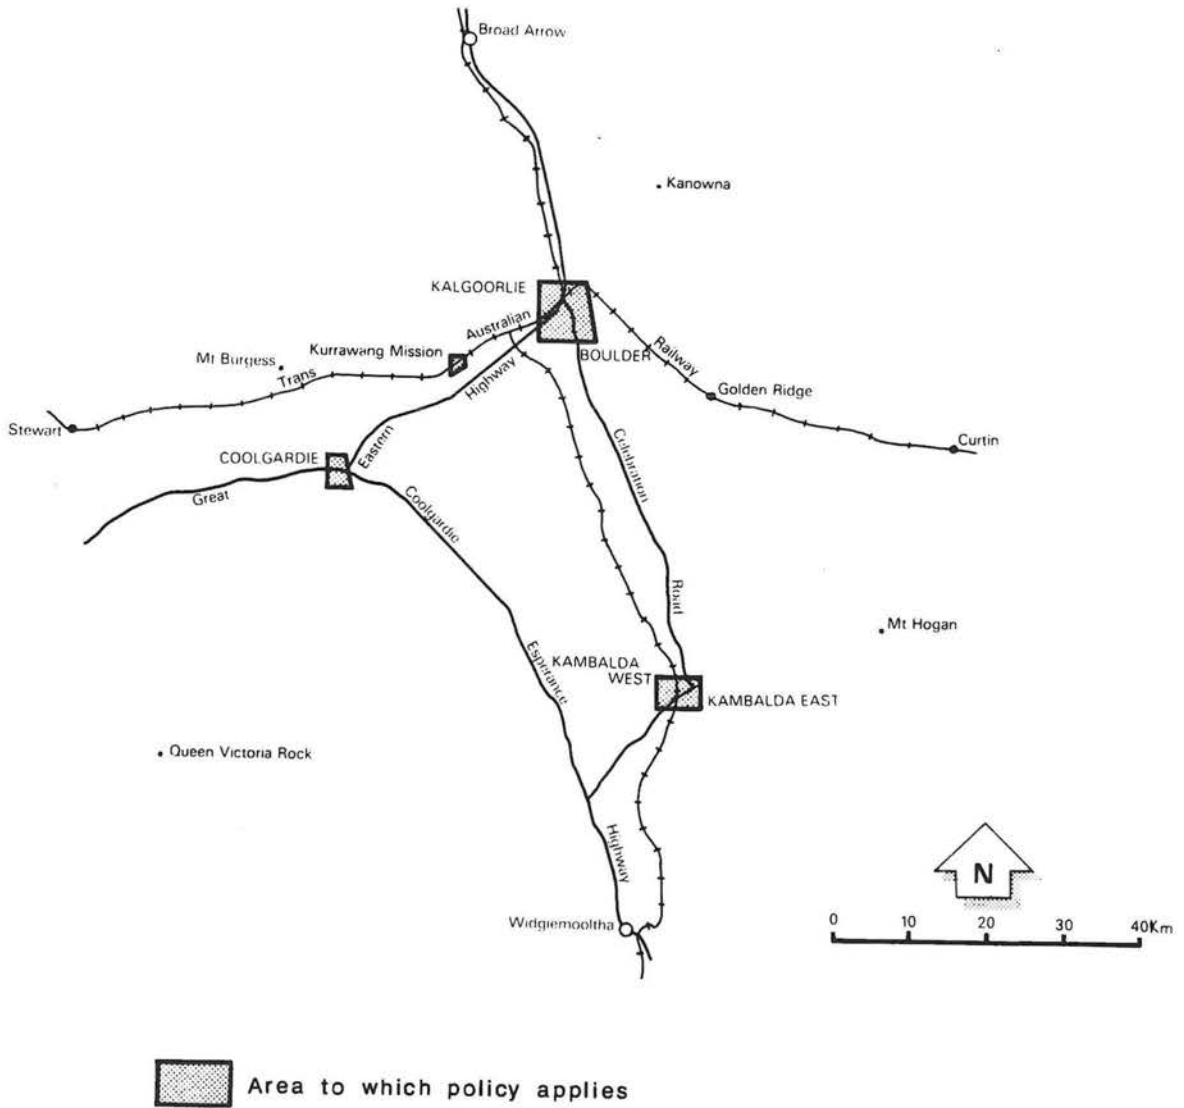 Broad Arrow
Kanowna
KALGOORLIE
Australian
BOULDER
Kurrawang Mission
Mt Burgess
Trans
Highway
Railway
Golden Ridge
Stewart
Curtin
COOLGARDIE
Eastern
Great
Celebration
Coolgardie
Road
Mt Hogan
Esperance
KAMBALDA
WEST
KAMBALDA EAST
Queen Victoria Rock
Highway
N
Widgiemooltha
0 10 20 30 40 Km
Area to which policy applies